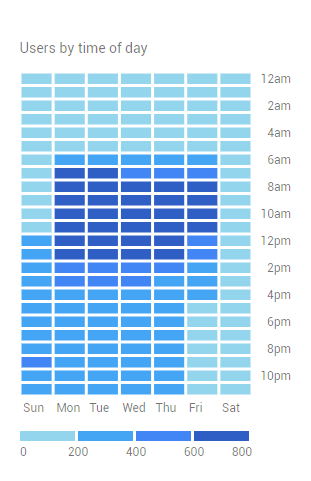 Users by time of day
12am
2am
4am
6am
8am
10am
12pm
2pm
4pm
6pm
8pm
10pm
Sun Mon Tue Wed Thu Fri Sat
0 200 400 600 800